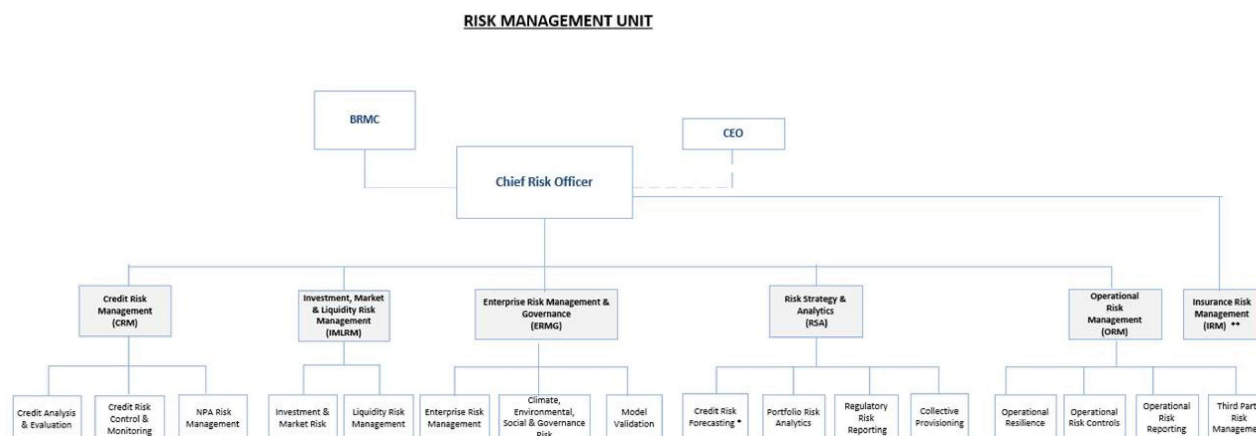 RISK MANAGEMENT UNIT
BRMC
CEO
Chief Risk Officer
Credit Risk
Management
(CRM)
Investment, Market
& Liquidity Risk
Management
(IMLRM)
Enterprise Risk Management &
Governance
(ERMG)
Risk Strategy &
Analytics
(RSA)
Operational
Risk
Management
(ORM)
Insurance Risk
Management
(IRM) **
Credit Analysis
& Evaluation
Credit Risk
Control &
Monitoring
NPA Risk
Management
Investment &
Market Risk
Liquidity Risk
Management
Enterprise Risk
Management
Climate,
Environmental,
Social & Governance
Risk
Model
Validation
Credit Risk
Forecasting *
Portfolio Risk
Analytics
Regulatory
Risk
Reporting
Collective
Provisioning
Operational
Resilience
Operational
Risk Controls
Operational
Risk
Reporting
Third Part
Risk
Managem